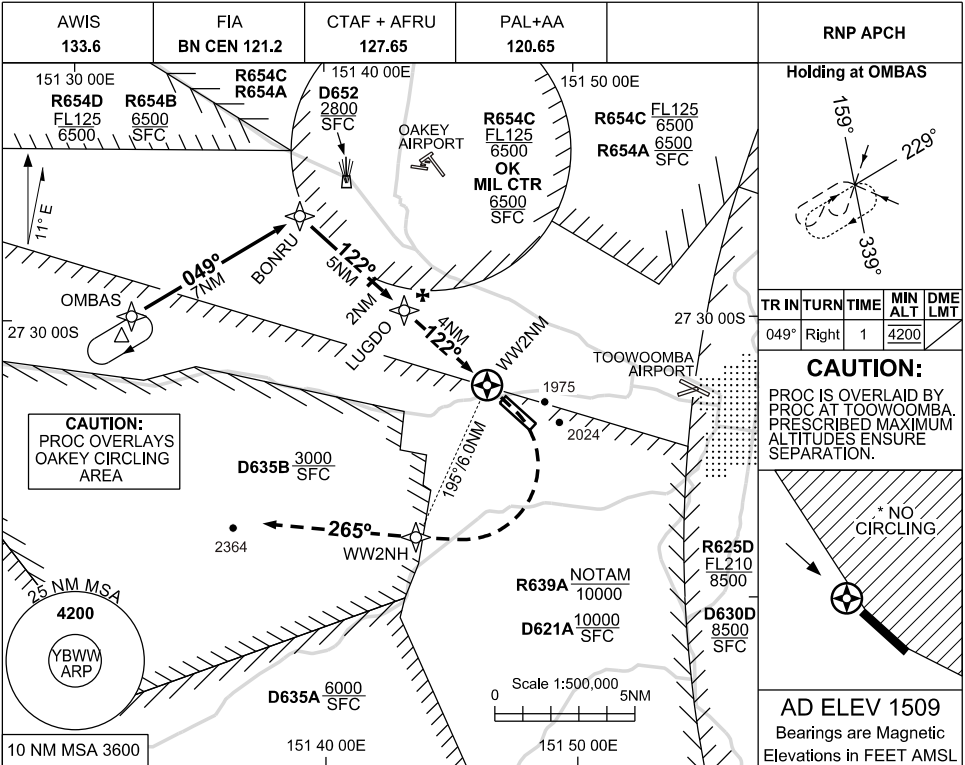 AWIS
133.6
FIA
BN CEN 121.2
CTAF + AFRU
127.65
PAL+AA
120.65
RNP APCH
151 30 00E
151 40 00E
151 50 00E
R654D
FL125
6500
R654B
6500
SFC
R654C
R654A
D652
2800
SFC
OAKEY
AIRPORT
R654C
FL125
6500
OK
MIL CTR
6500
SFC
R654C FL125
6500
R654A 6500
SFC
11° E
049°
7NM
BONRU
122°
5NM
OMBAS
2NM
LUGDO
4NM
122°
WW2NM
27 30 00S
27 30 00S
TOOWOOMBA
AIRPORT
1975
2024
CAUTION:
PROC OVERLAYS
OAKEY CIRCLING
AREA
D635B 3000
SFC
195°/6.0NM
265°
WW2NH
2364
R639A NOTAM
10000
D621A 10000
SFC
R625D
FL210
8500
D630D
8500
SFC
25 NM MSA
4200
YBWW
ARP
D635A 6000
SFC
Scale 1:500,000
0
5NM
10 NM MSA 3600
151 40 00E
151 50 00E
Holding at OMBAS
159°
229°
339°
TR IN TURN TIME MIN ALT DME LMT
049° Right 1 4200
CAUTION:
PROC IS OVERLAID BY
PROC AT TOOWOOMBA.
PRESCRIBED MAXIMUM
ALTITUDES ENSURE
SEPARATION.
* NO
CIRCLING
AD ELEV 1509
Bearings are Magnetic
Elevations in FEET AMSL